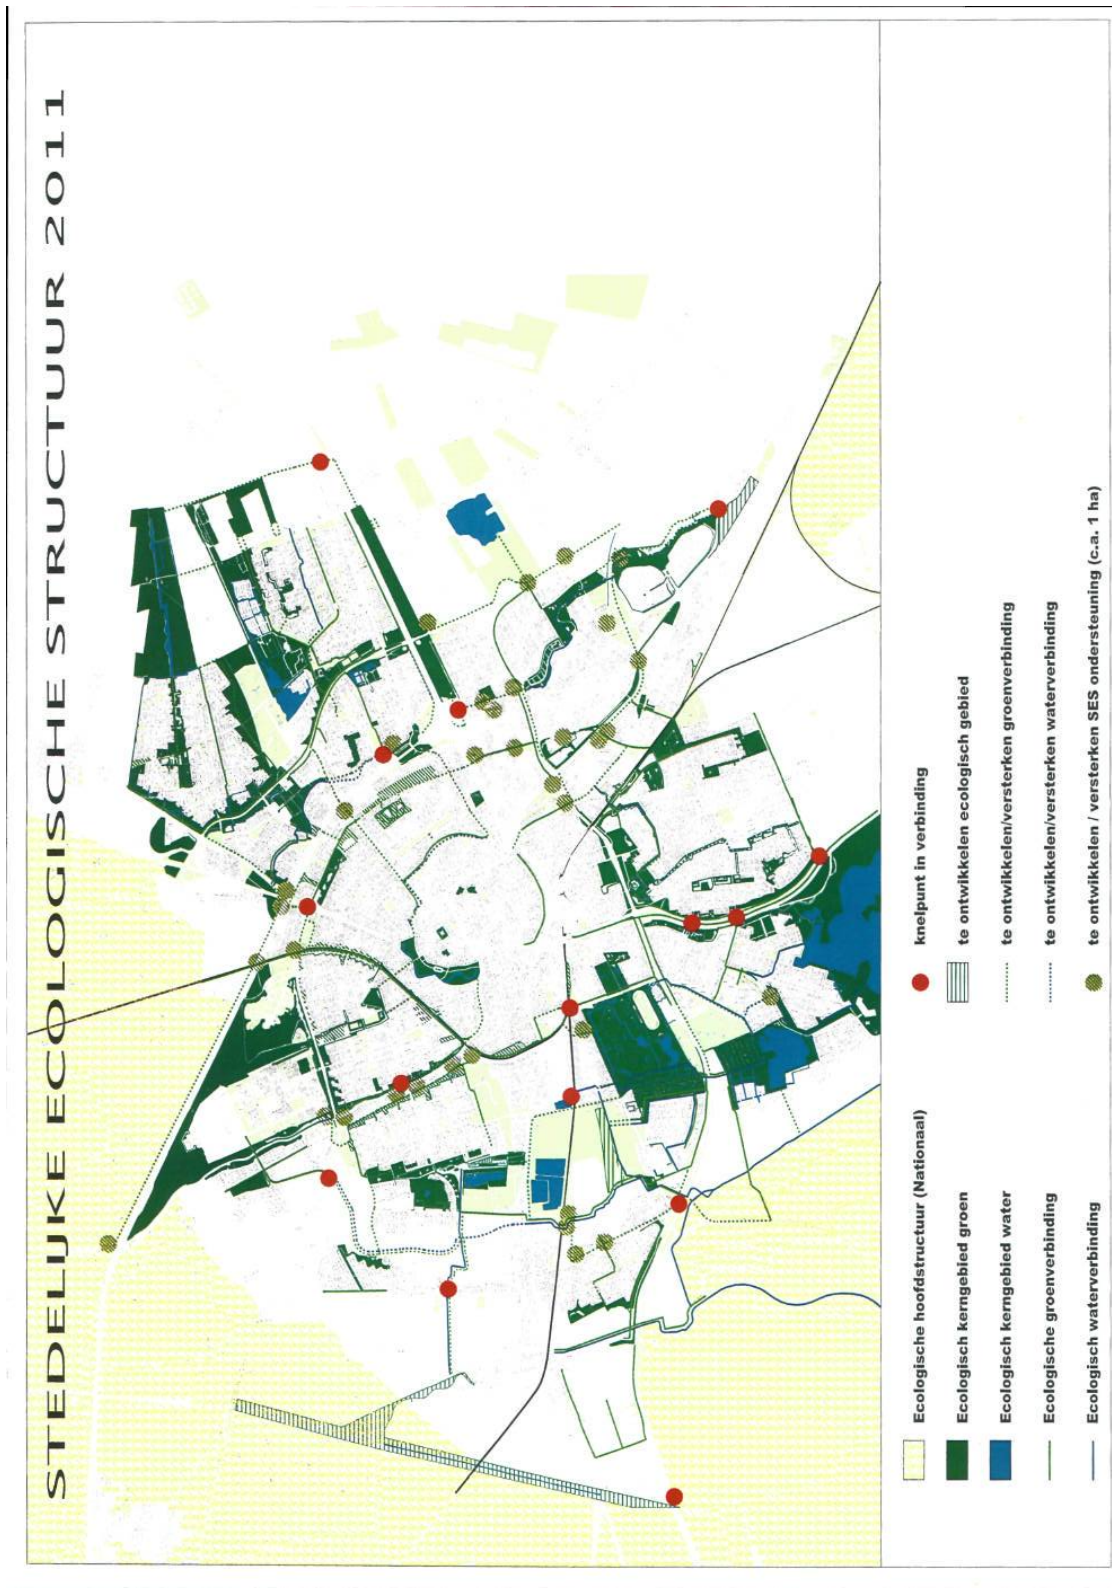 STEDELIJKE ECOLOGISCHE STRUCTUUR 2011
Ecologische hoofdstructuur (Nationaal)
Ecologisch kerngebied groen
Ecologisch kerngebied water
Ecologische groenverbinding
Ecologisch waterverbinding
knelpunt in verbinding
te ontwikkelen ecologisch gebied
te ontwikkelen/versterken groenverbinding
te ontwikkelen/versterken waterverbinding
te ontwikkelen / versterken SES ondersteuning (c.a. 1 ha)